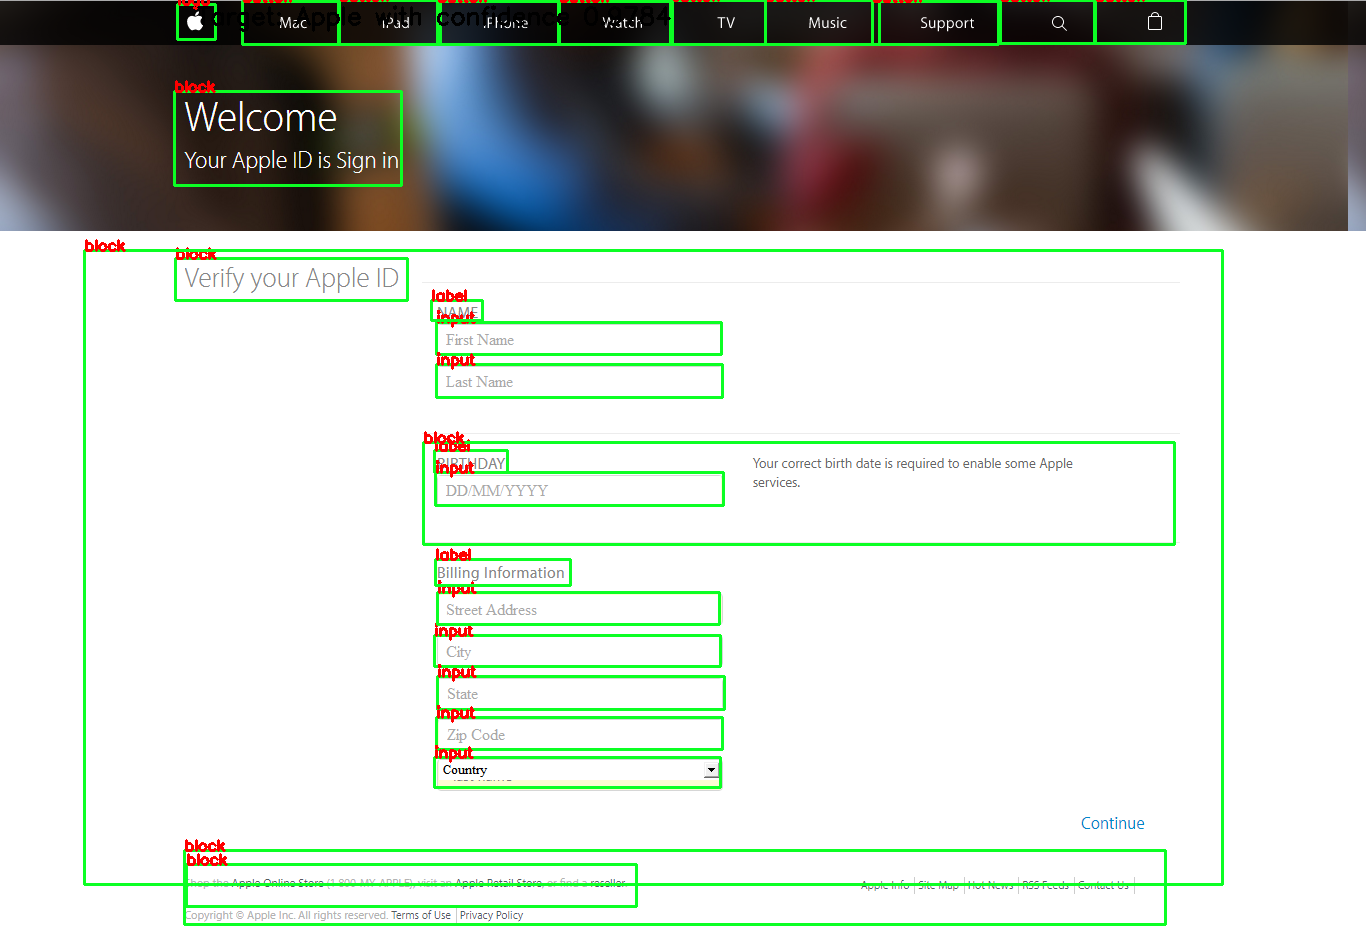 Target: Apple with confidence
Mac iPad iPhone Watch TV Music Support
block
Welcome
Your Apple ID is Sign in
block
block
Verify your Apple ID
label
NAME
input
First Name
input
Last Name
block
label
BIRTHDAY
input
DD/MM/YYYY
Your correct birth date is required to enable some Apple
services.
label
Billing Information
input
Street Address
input
City
input
State
input
Zip Code
input
Country
Continue
block
block
Shop the Apple Online Store (1-800-MY-APPLE), visit an Apple Retail Store, or find a reseller.
Apple Info Site Map Hot News RSS Feeds Contact Us
Copyright © Apple Inc. All rights reserved. Terms of Use Privacy Policy